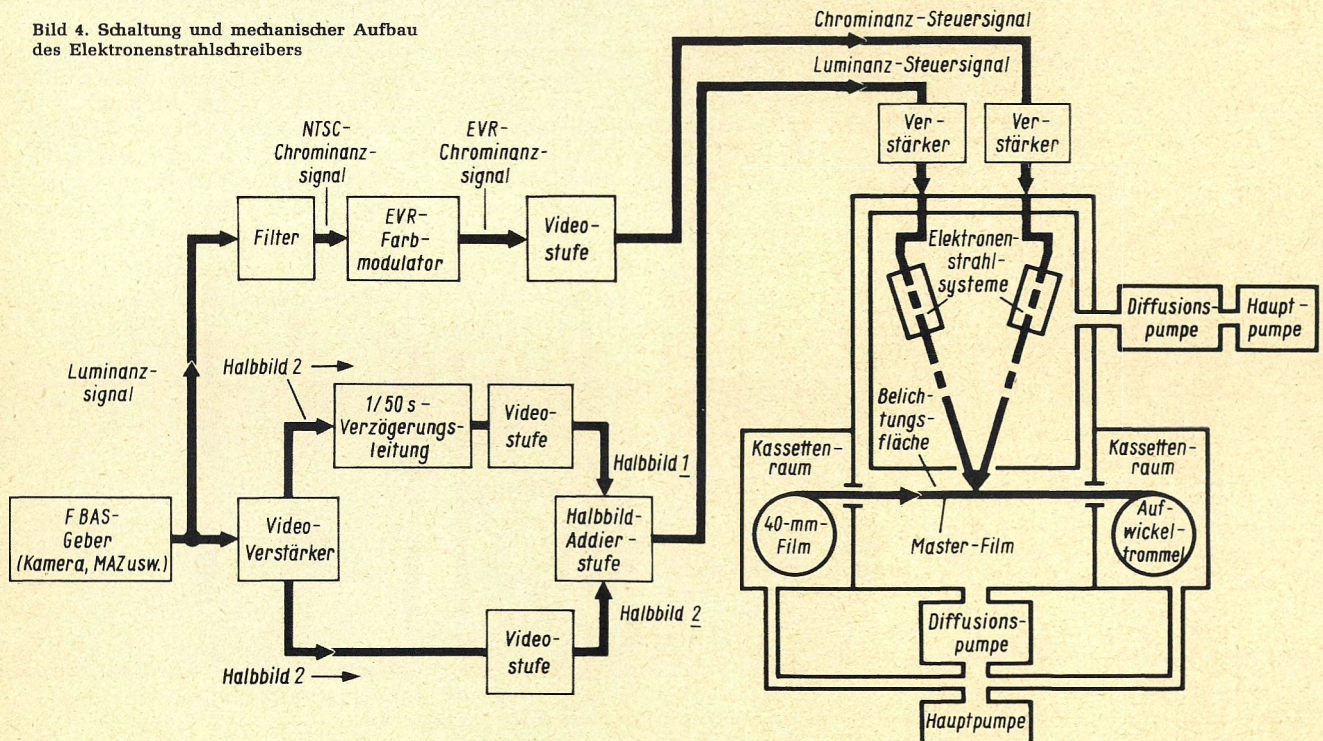 Bild 4. Schaltung und mechanischer Aufbau
des Elektronenstrahlschreibers
Chrominanz-Steuersignal
Luminanz-Steuersignal
NTSC-
Chrominanz-
signal
EVR-
Chrominanz-
signal
Ver-
stärker
Ver-
stärker
Filter
EVR-
Farb-
modulator
Video-
stufe
Elektronen-
strahl-
systeme
Diffusions-
pumpe
Haupt-
pumpe
Luminanz-
signal
Halbbild 2
1/50 s-
Verzögerungs-
leitung
Video-
stufe
Halbbild 1
Belich-
tungs-
fläche
Kassetten-
raum
Kassetten-
raum
FBAS-
Geber
(Kamera, MAZ usw.)
Video-
Verstärker
Halbbild-
Addier-
stufe
40-mm-
Film
Master-Film
Auf-
wickel-
trommel
Halbbild 2
Video-
stufe
Halbbild 2
Diffusions-
pumpe
Hauptpumpe